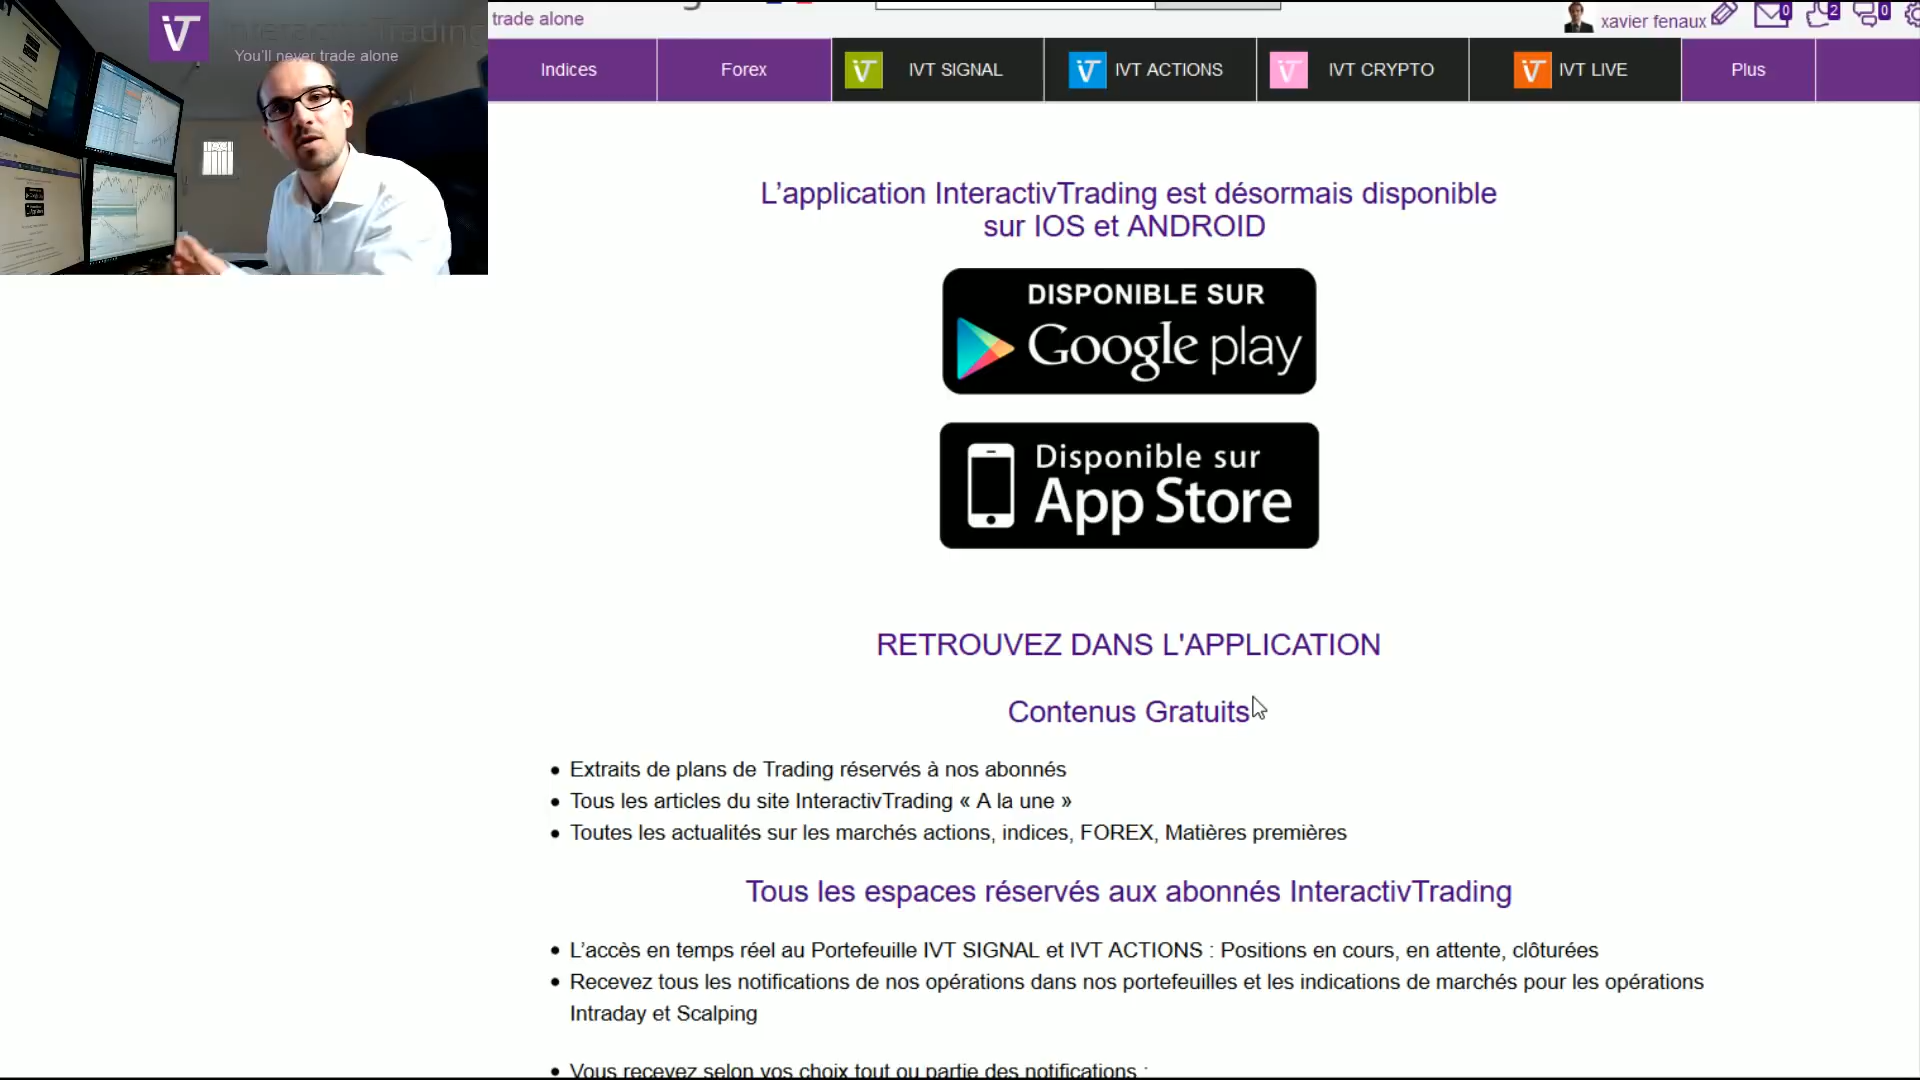 InteractivTrading
You'll never trade alone
trade alone
xavier fenaux
0
2
0
Indices
Forex
IVT SIGNAL
IVT ACTIONS
IVT CRYPTO
IVT LIVE
Plus
L’application InteractivTrading est désormais disponible
sur IOS et ANDROID
DISPONIBLE SUR
Google play
Disponible sur
App Store
RETROUVEZ DANS L'APPLICATION
Contenus Gratuits
Extraits de plans de Trading réservés à nos abonnés
Tous les articles du site InteractivTrading « A la une »
Toutes les actualités sur les marchés actions, indices, FOREX, Matières premières
Tous les espaces réservés aux abonnés InteractivTrading
L’accès en temps réel au Portefeuille IVT SIGNAL et IVT ACTIONS : Positions en cours, en attente, clôturées
Recevez tous les notifications de nos opérations dans nos portefeuilles et les indications de marchés pour les opérations
Intraday et Scalping
Vous recevez selon vos choix tout ou partie des notifications :